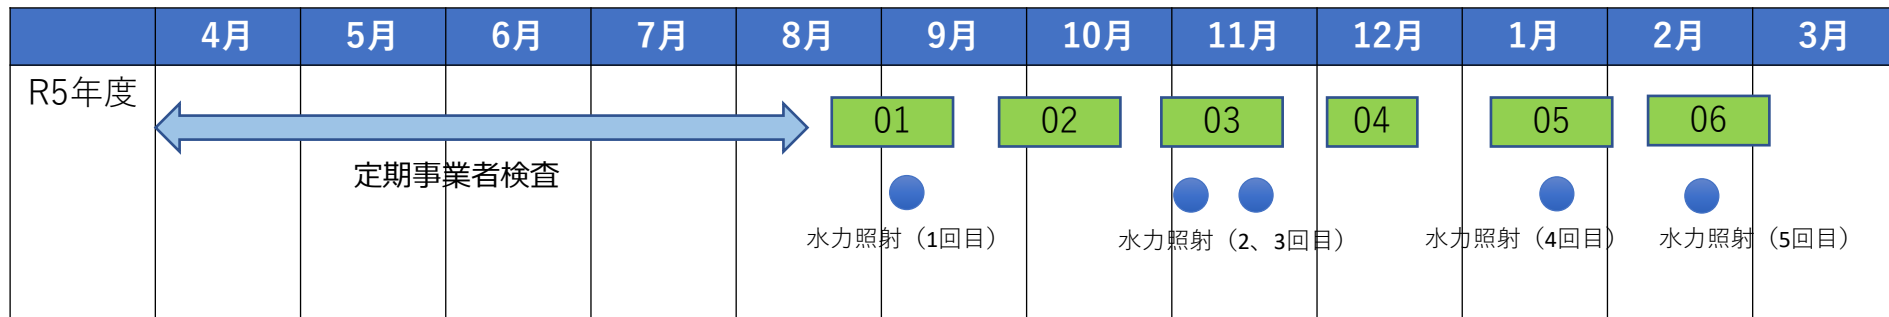 4月 5月 6月 7月 8月 9月 10月 11月 12月 1月 2月 3月
R5年度
01 02 03 04 05 06
定期事業者検査
水力照射（1回目） 水力照射（2、3回目） 水力照射（4回目） 水力照射（5回目）